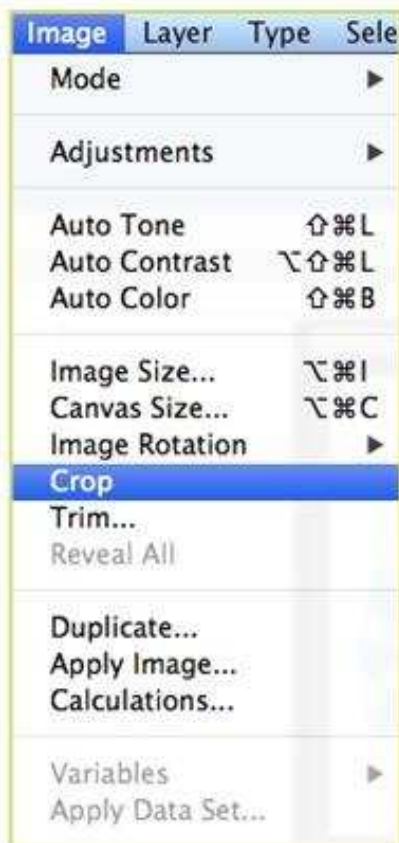 Image Layer Type Sele
Mode ▶
Adjustments ▶
Auto Tone ⇧⌘L
Auto Contrast ⌥⇧⌘L
Auto Color ⇧⌘B
Image Size... ⌥⌘I
Canvas Size... ⌥⌘C
Image Rotation ▶
Crop
Trim...
Reveal All
Duplicate...
Apply Image...
Calculations...
Variables ▶
Apply Data Set...